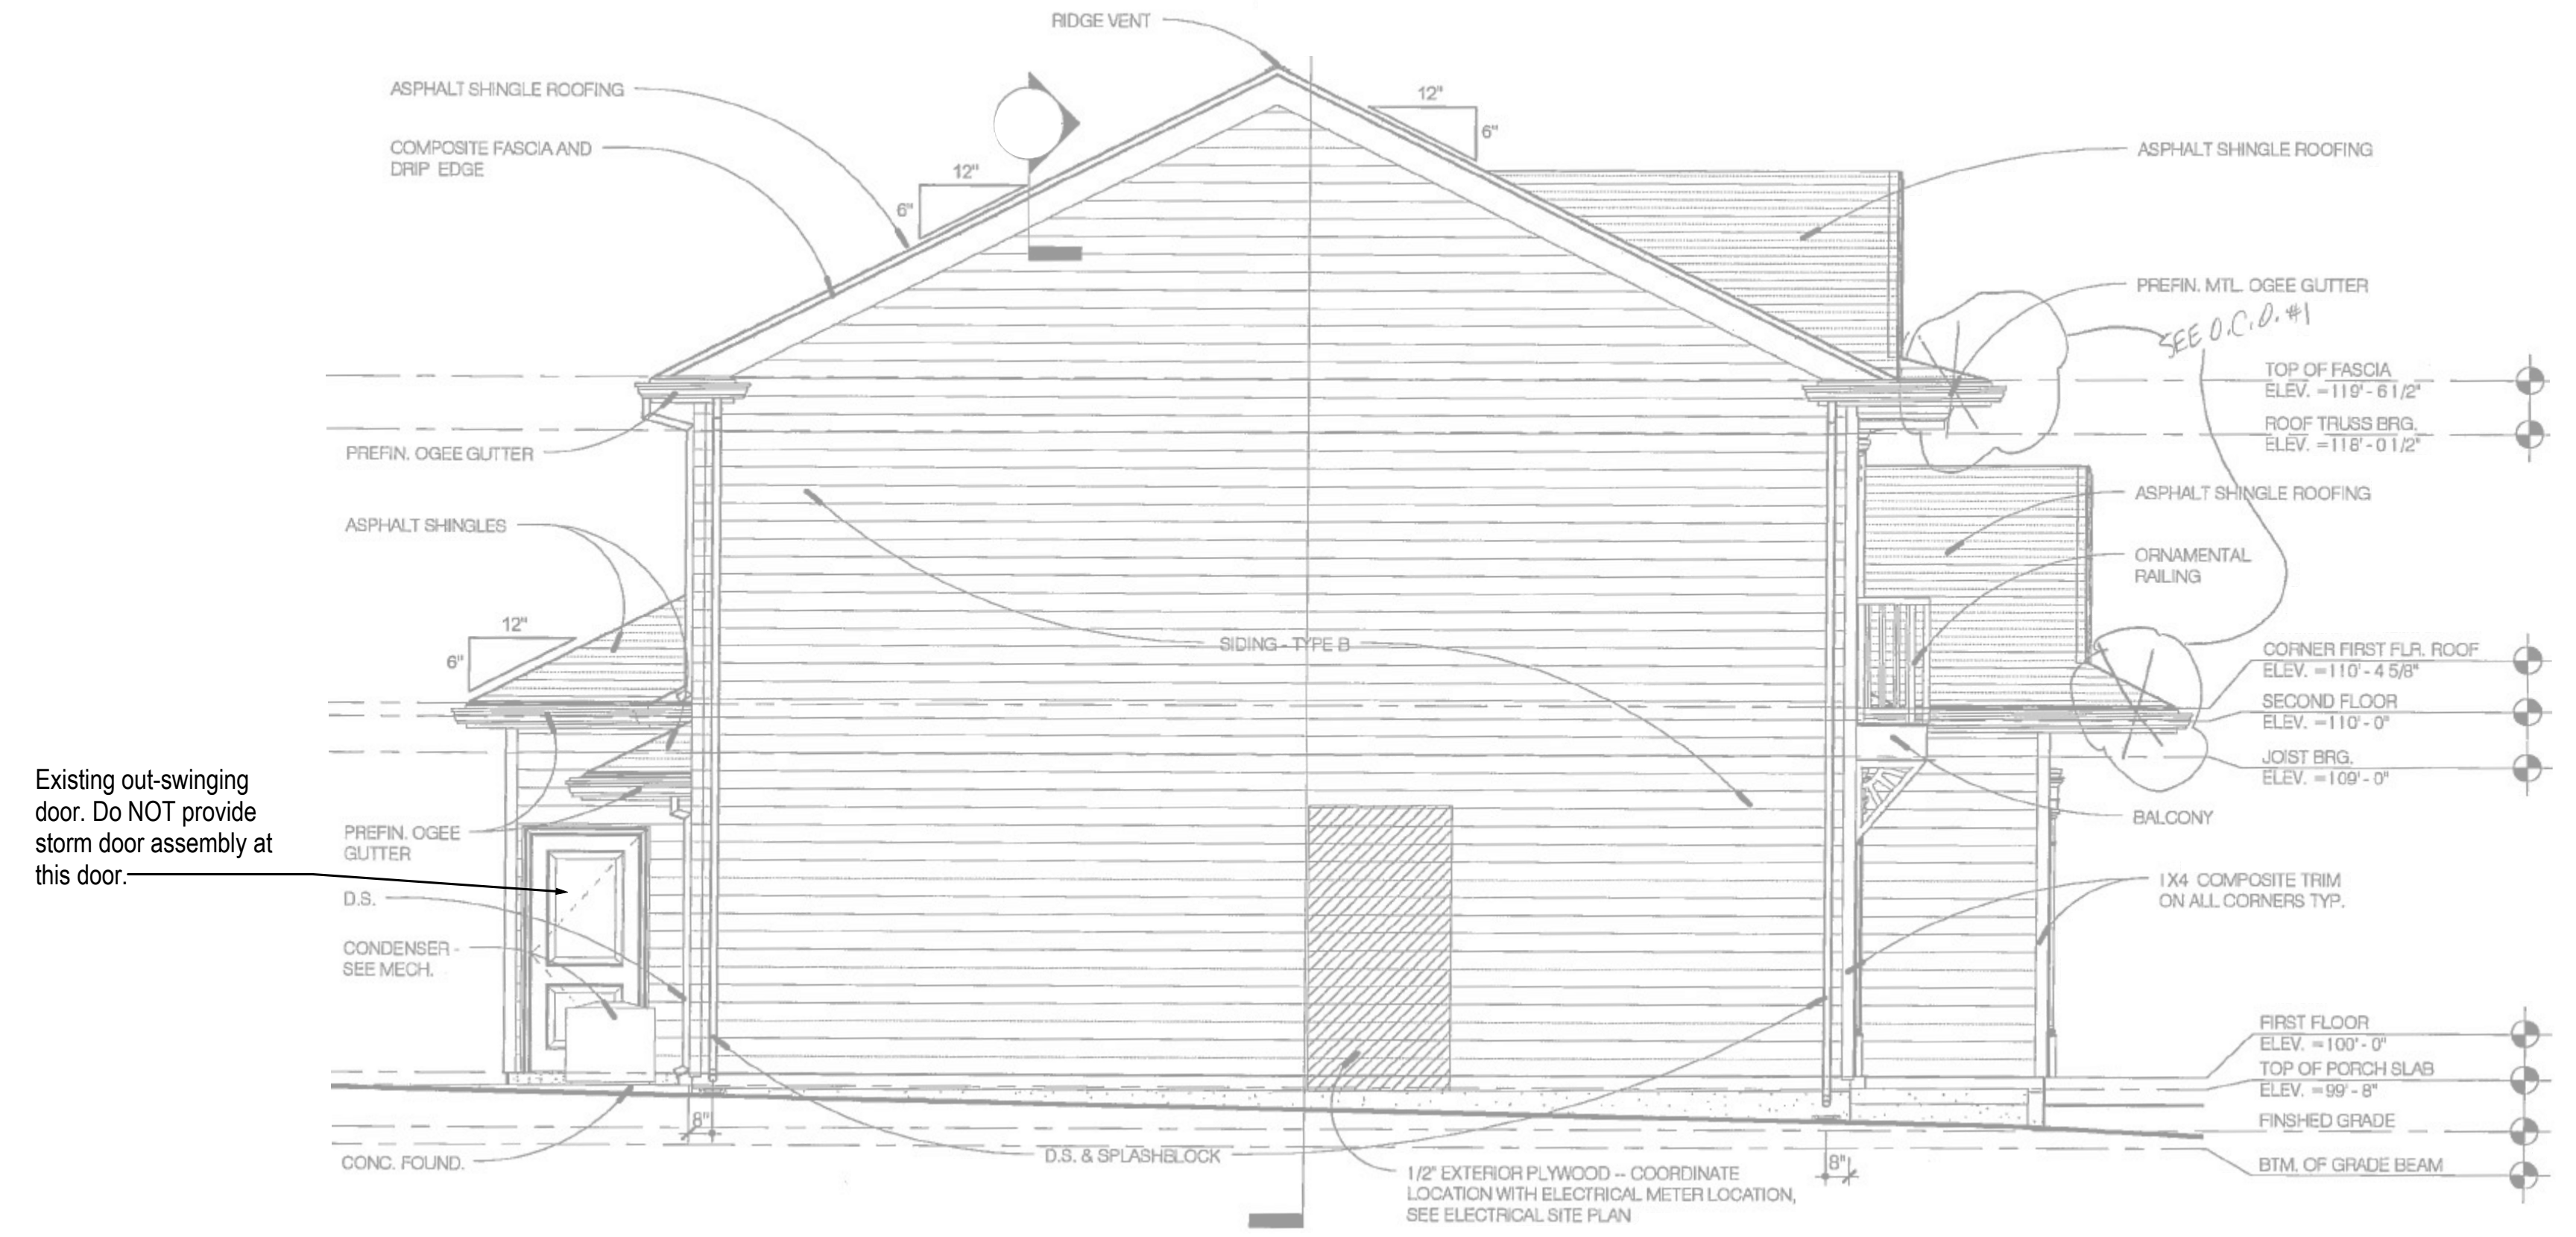 RIDGE VENT
ASPHALT SHINGLE ROOFING
COMPOSITE FASCIA AND
DRIP EDGE
12"
6"
12"
6"
ASPHALT SHINGLE ROOFING
PREFIN. MTL. OGEE GUTTER
SEE O.C.D. #1
TOP OF FASCIA
ELEV. =119'-6 1/2"
ROOF TRUSS BRG.
ELEV. =118'-0 1/2"
PREFIN. OGEE GUTTER
ASPHALT SHINGLES
12"
6"
SIDING - TYPE B
ASPHALT SHINGLE ROOFING
ORNAMENTAL
RAILING
CORNER FIRST FLR. ROOF
ELEV. =110'-4 5/8"
SECOND FLOOR
ELEV. =110'-0"
JOIST BRG.
ELEV. =109'-0"
BALCONY
Existing out-swinging
door. Do NOT provide
storm door assembly at
this door.
PREFIN. OGEE
GUTTER
D.S.
CONDENSER -
SEE MECH.
1X4 COMPOSITE TRIM
ON ALL CORNERS TYP.
FIRST FLOOR
ELEV. =100'-0"
TOP OF PORCH SLAB
ELEV. =99'-8"
FINSHED GRADE
BTM. OF GRADE BEAM
8"
CONC. FOUND.
D.S. & SPLASHBLOCK
8"
1/2" EXTERIOR PLYWOOD -- COORDINATE
LOCATION WITH ELECTRICAL METER LOCATION,
SEE ELECTRICAL SITE PLAN